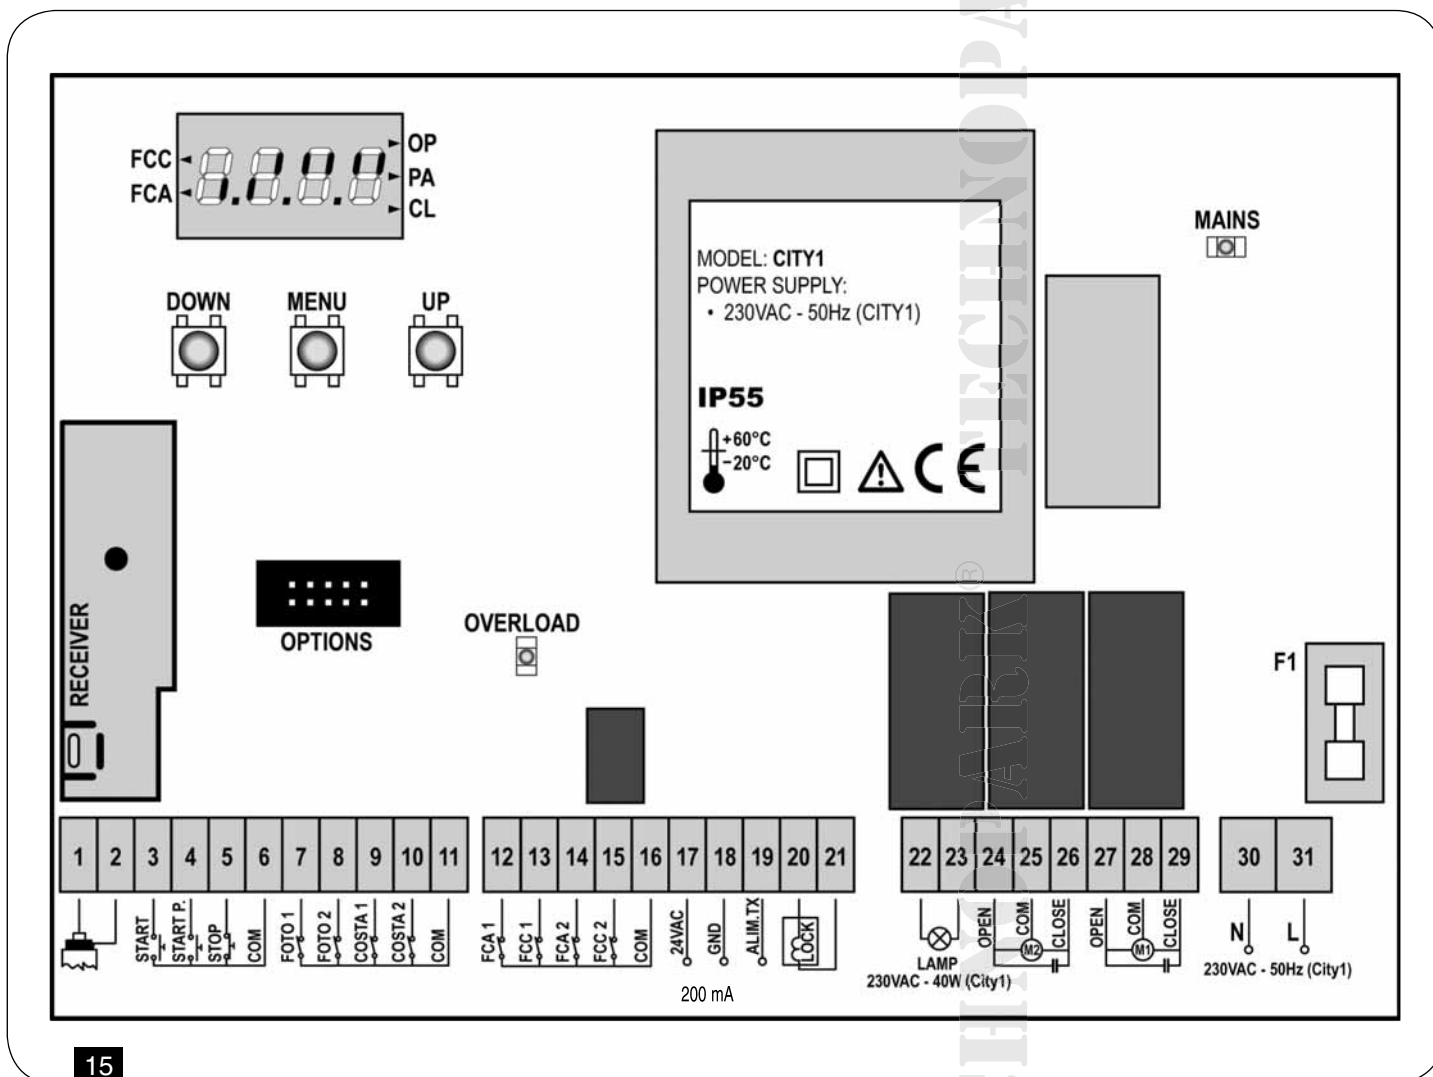 FCC
FCA
OP
PA
CL
DOWN MENU UP
MODEL: CITY1
POWER SUPPLY:
• 230VAC - 50Hz (CITY1)
IP55
+60°C
-20°C
CE
MAINS
RECEIVER
OPTIONS
OVERLOAD
F1
1 2 3 4 5 6 7 8 9 10 11
12 13 14 15 16 17 18 19 20 21
22 23 24 25 26 27 28 29
30 31
START
START P.
STOP
COM
FOTO 1
FOTO 2
COSTA 1
COSTA 2
COM
FCA 1
FCC 1
FCA 2
FCC 2
COM
24VAC
GND
ALIM.TX
LOCK
200 mA
LAMP
230VAC - 40W (City1)
OPEN
COM
CLOSE
M2
OPEN
COM
CLOSE
M1
N L
230VAC - 50Hz (City1)
15
TECHNOPARK®